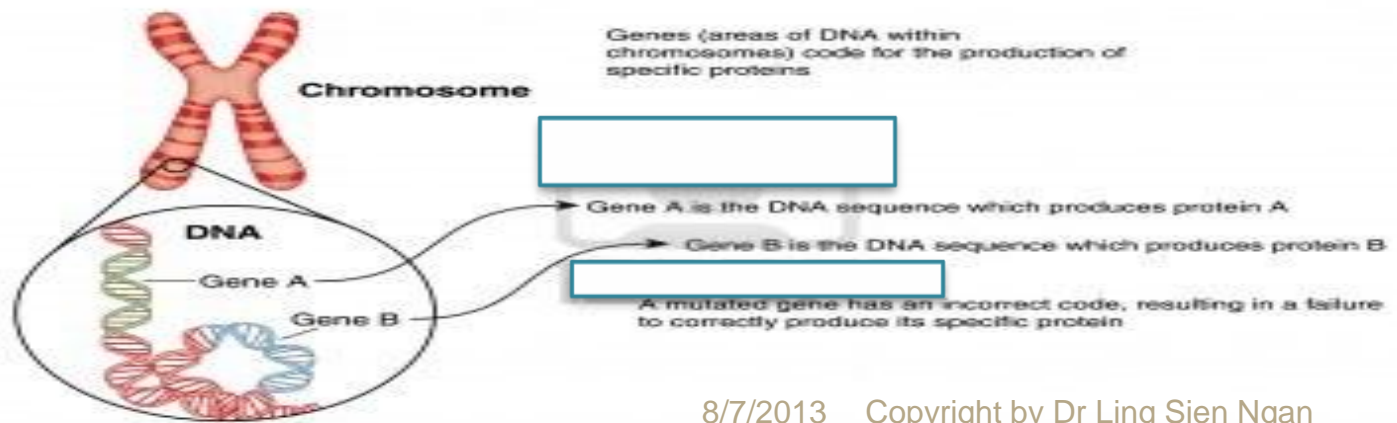 Genes (areas of DNA within
chromosomes) code for the production of
specific proteins
Chromosome
Gene A is the DNA sequence which produces protein A
DNA
Gene B is the DNA sequence which produces protein B
Gene A
A mutated gene has an incorrect code, resulting in a failure
to correctly produce its specific protein
Gene B
8/7/2013 Copyright by Dr Ling Sien Ngan